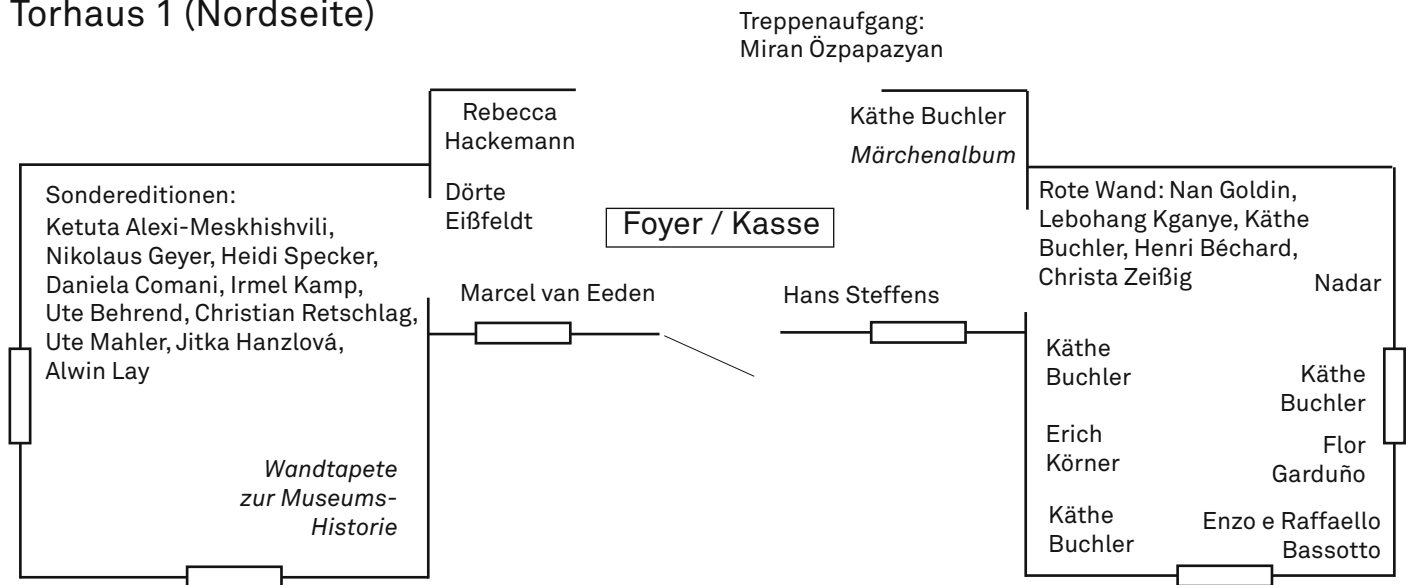 Torhaus 1 (Nordseite)
Treppenaufgang:
Miran Özpapazyan
Rebecca
Hackemann
Dörte
Eißfeldt
Sondereditionen:
Ketuta Alexi-Meskhishvili,
Nikolaus Geyer, Heidi Specker,
Daniela Comani, Irmel Kamp,
Ute Behrend, Christian Retschlag,
Ute Mahler, Jitka Hanzlová,
Alwin Lay
Wandtapete
zur Museums-
Historie
Foyer / Kasse
Marcel van Eeden
Hans Steffens
Käthe Buchler
Märchenalbum
Rote Wand: Nan Goldin,
Lebohang Kganye, Käthe
Buchler, Henri Béchard,
Christa Zeißig
Nadar
Käthe
Buchler
Erich
Körner
Käthe
Buchler
Käthe
Buchler
Flor
Garduño
Enzo e Raffaello
Bassotto